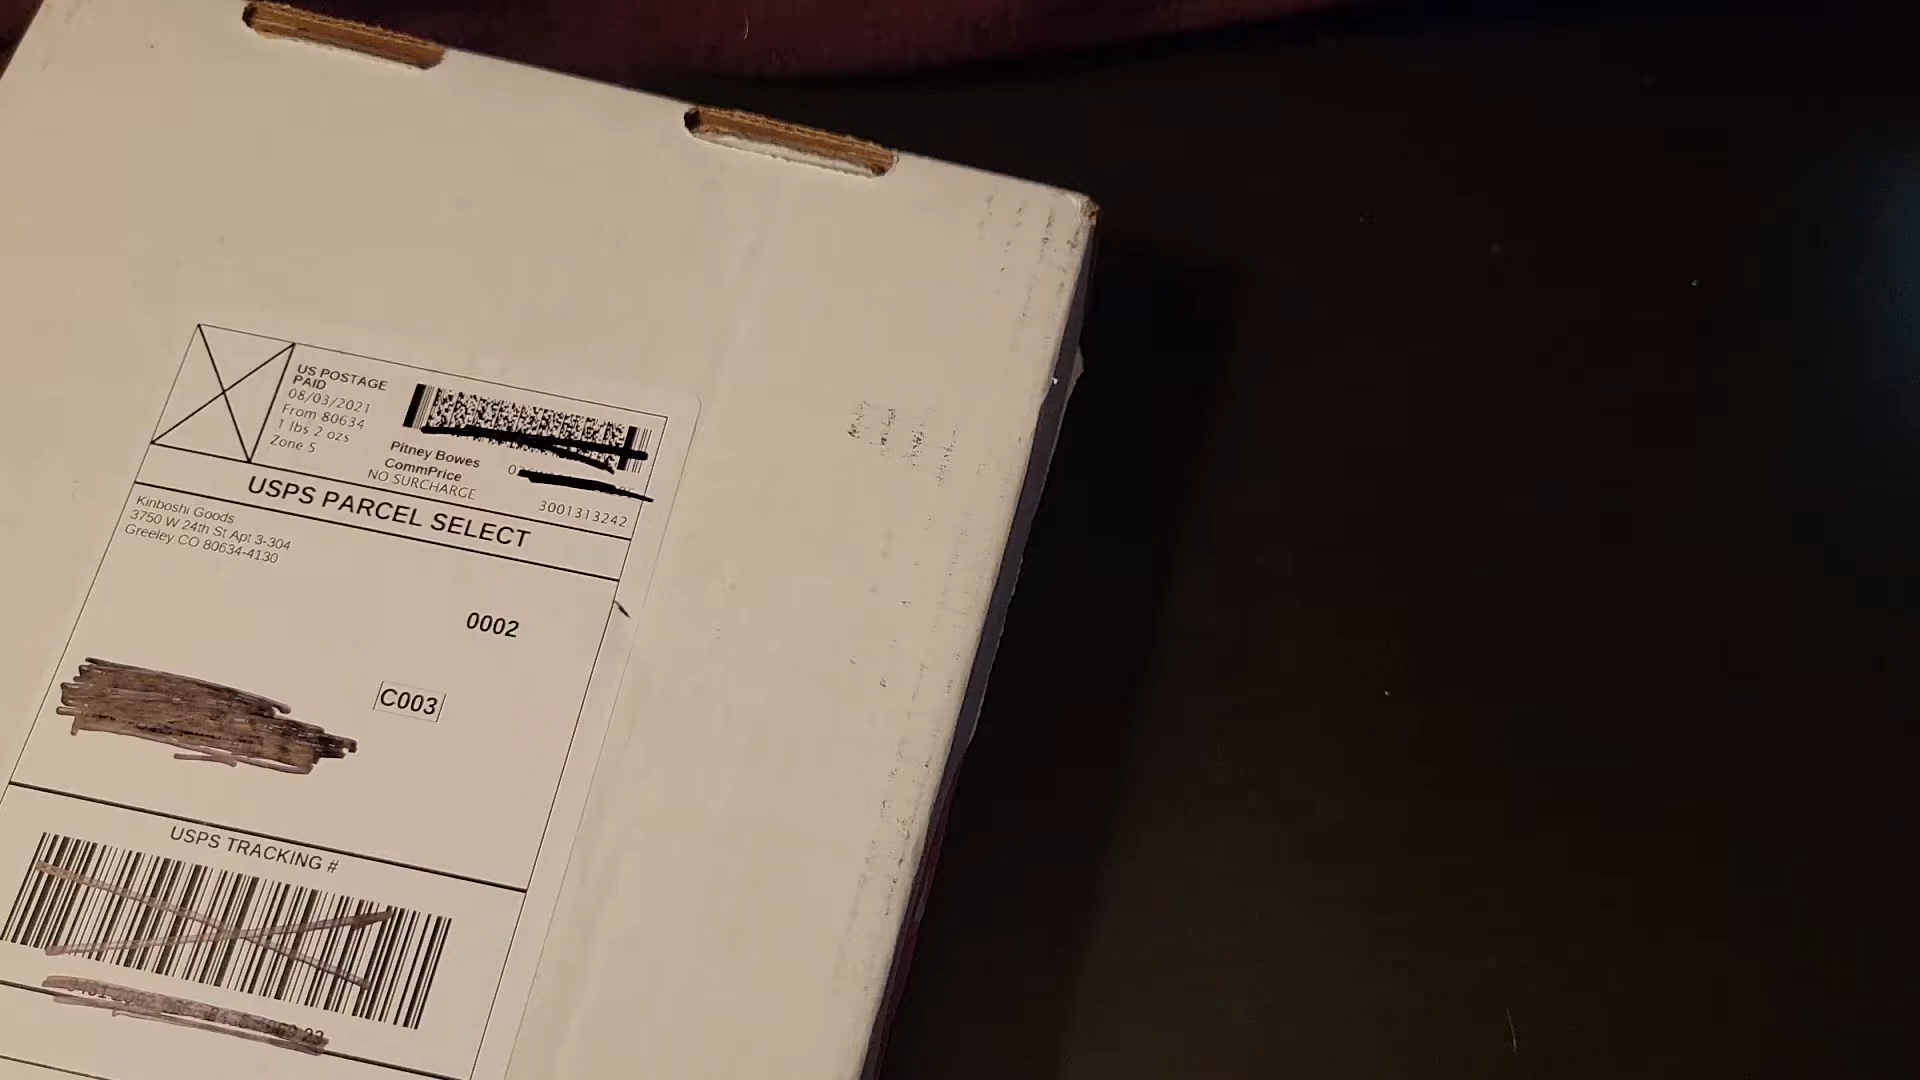 US POSTAGE
PAID
08/03/2021
From 80634
1 lbs 2 ozs
Zone 5
Pitney Bowes
CommPrice
NO SURCHARGE
3001313242
USPS PARCEL SELECT
Kinboshi Goods
3750 W 24th St Apt 3-304
Greeley CO 80634-4130
0002
C003
USPS TRACKING #